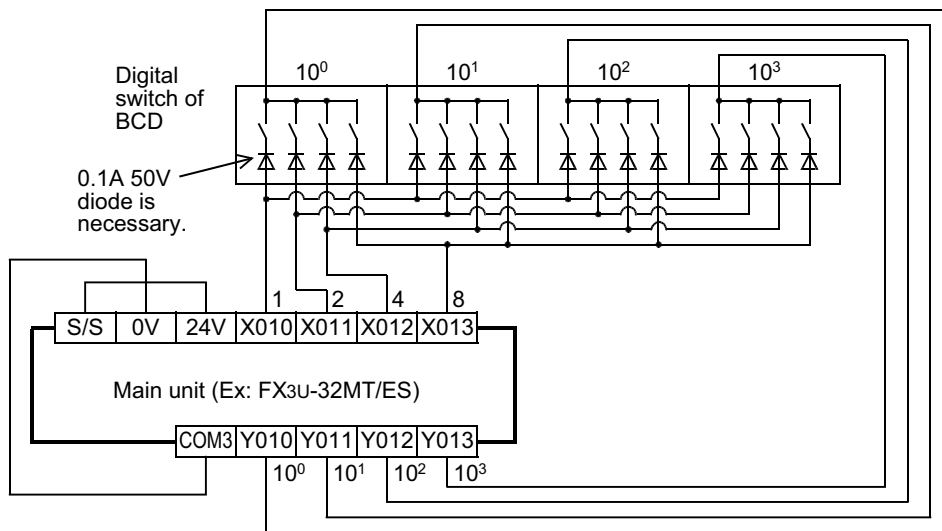 10⁰ 10¹ 10² 10³
Digital
switch of
BCD
0.1A 50V
diode is
necessary.
1 2 4 8
S/S 0V 24V X010 X011 X012 X013
Main unit (Ex: FX3U-32MT/ES)
COM3 Y010 Y011 Y012 Y013
10⁰ 10¹ 10² 10³